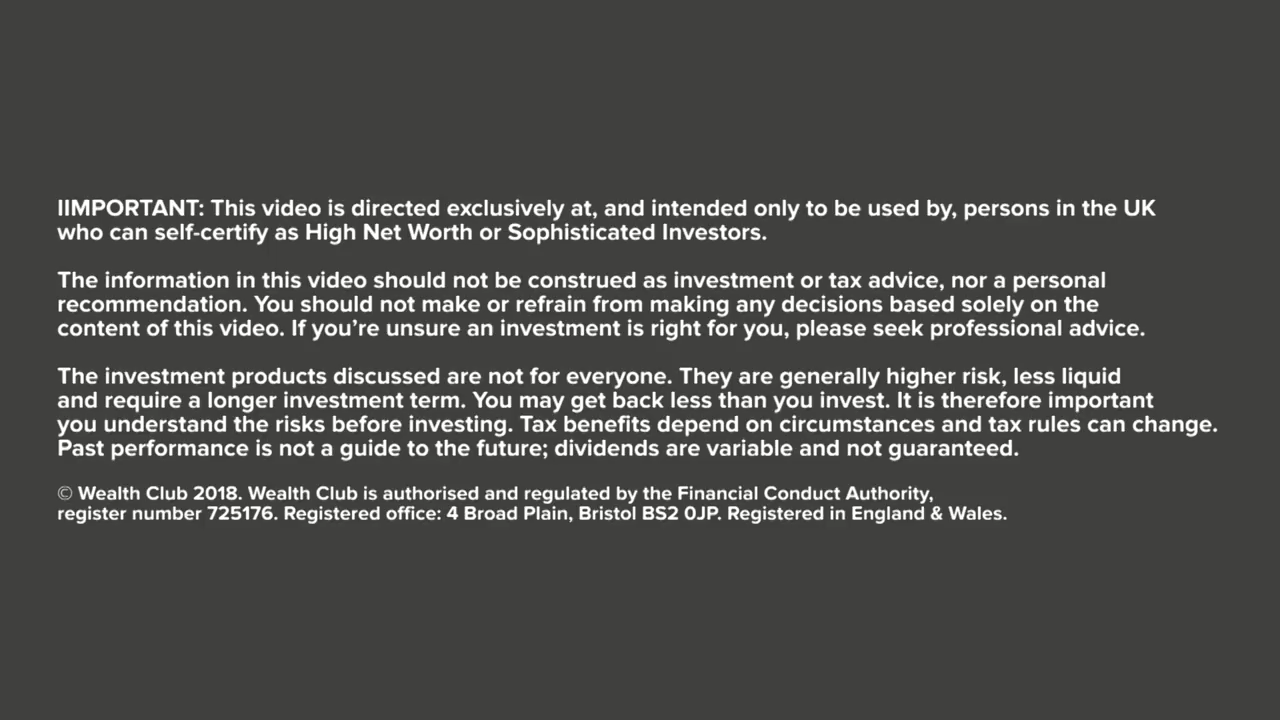 IIMPORTANT: This video is directed exclusively at, and intended only to be used by, persons in the UK
who can self-certify as High Net Worth or Sophisticated Investors.
The information in this video should not be construed as investment or tax advice, nor a personal
recommendation. You should not make or refrain from making any decisions based solely on the
content of this video. If you’re unsure an investment is right for you, please seek professional advice.
The investment products discussed are not for everyone. They are generally higher risk, less liquid
and require a longer investment term. You may get back less than you invest. It is therefore important
you understand the risks before investing. Tax benefits depend on circumstances and tax rules can change.
Past performance is not a guide to the future; dividends are variable and not guaranteed.
© Wealth Club 2018. Wealth Club is authorised and regulated by the Financial Conduct Authority,
register number 725176. Registered office: 4 Broad Plain, Bristol BS2 0JP. Registered in England & Wales.